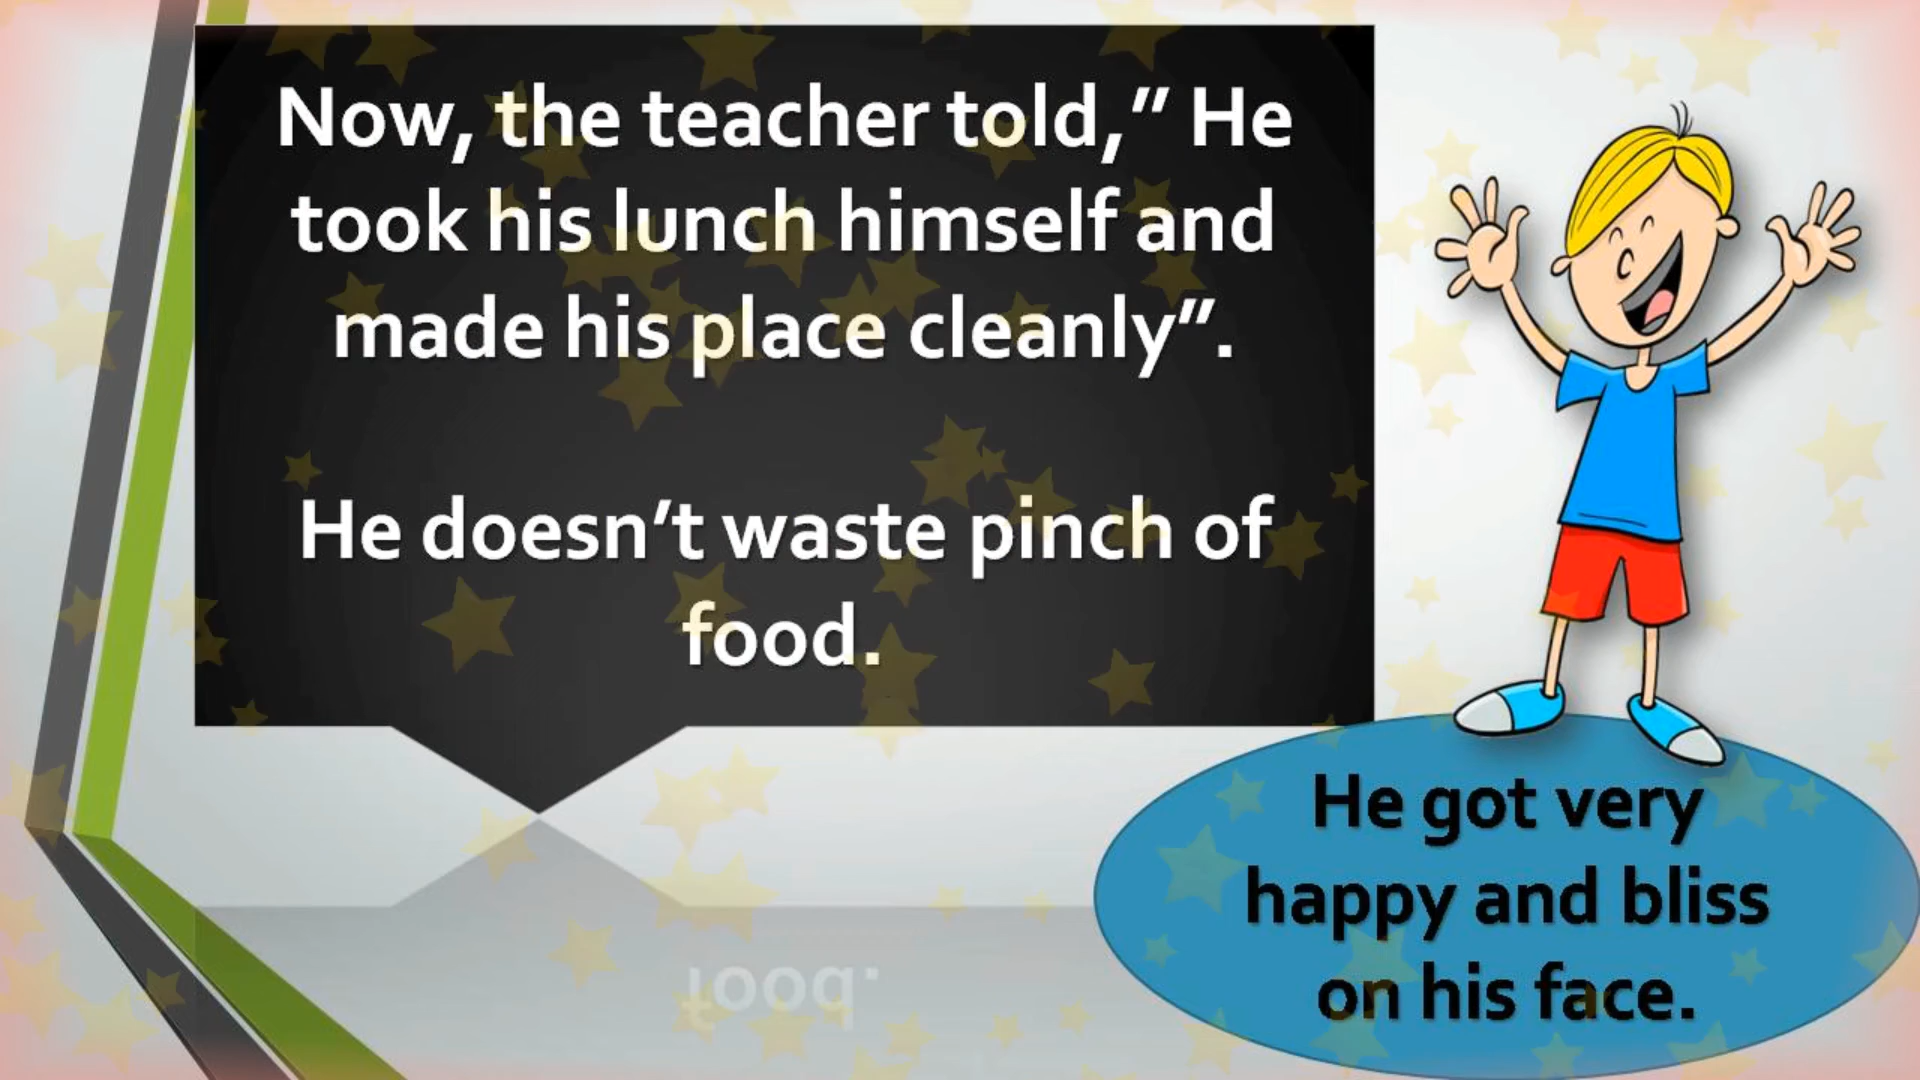 Now, the teacher told,” He
took his lunch himself and
made his place cleanly”.
He doesn’t waste pinch of
food.
He got very
happy and bliss
on his face.